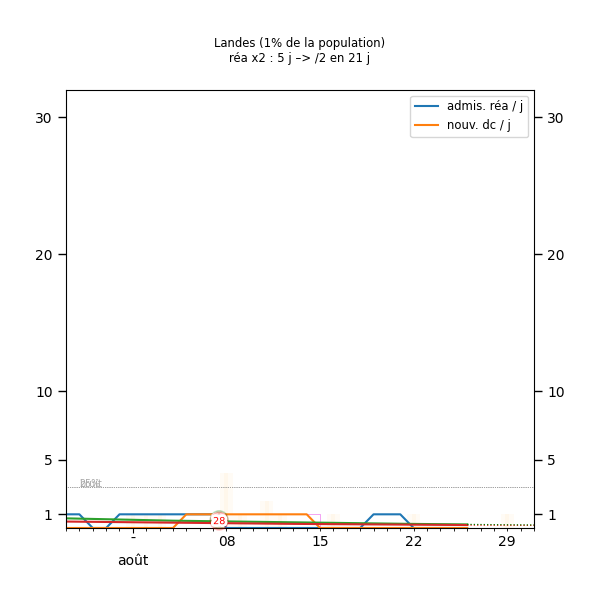 Landes (1% de la population)
réa x2 : 5 j –> /2 en 21 j
admis. réa / j
nouv. dc / j
30 30
20 20
10 10
5 5
1 1
28
- 08 15 22 29
août